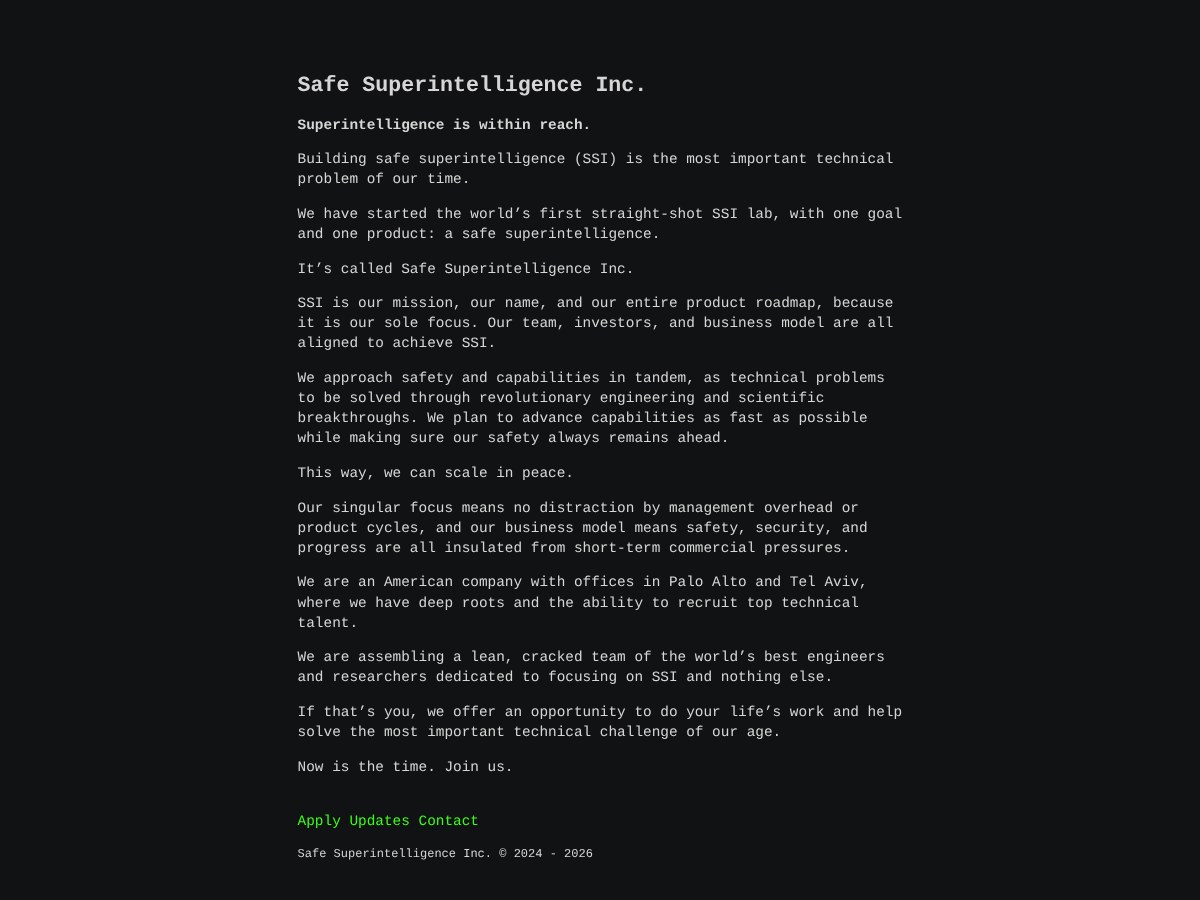 Safe Superintelligence Inc.
Superintelligence is within reach.
Building safe superintelligence (SSI) is the most important technical
problem of our time.
We have started the world’s first straight-shot SSI lab, with one goal
and one product: a safe superintelligence.
It’s called Safe Superintelligence Inc.
SSI is our mission, our name, and our entire product roadmap, because
it is our sole focus. Our team, investors, and business model are all
aligned to achieve SSI.
We approach safety and capabilities in tandem, as technical problems
to be solved through revolutionary engineering and scientific
breakthroughs. We plan to advance capabilities as fast as possible
while making sure our safety always remains ahead.
This way, we can scale in peace.
Our singular focus means no distraction by management overhead or
product cycles, and our business model means safety, security, and
progress are all insulated from short-term commercial pressures.
We are an American company with offices in Palo Alto and Tel Aviv,
where we have deep roots and the ability to recruit top technical
talent.
We are assembling a lean, cracked team of the world’s best engineers
and researchers dedicated to focusing on SSI and nothing else.
If that’s you, we offer an opportunity to do your life’s work and help
solve the most important technical challenge of our age.
Now is the time. Join us.
Apply Updates Contact
Safe Superintelligence Inc. © 2024 - 2026